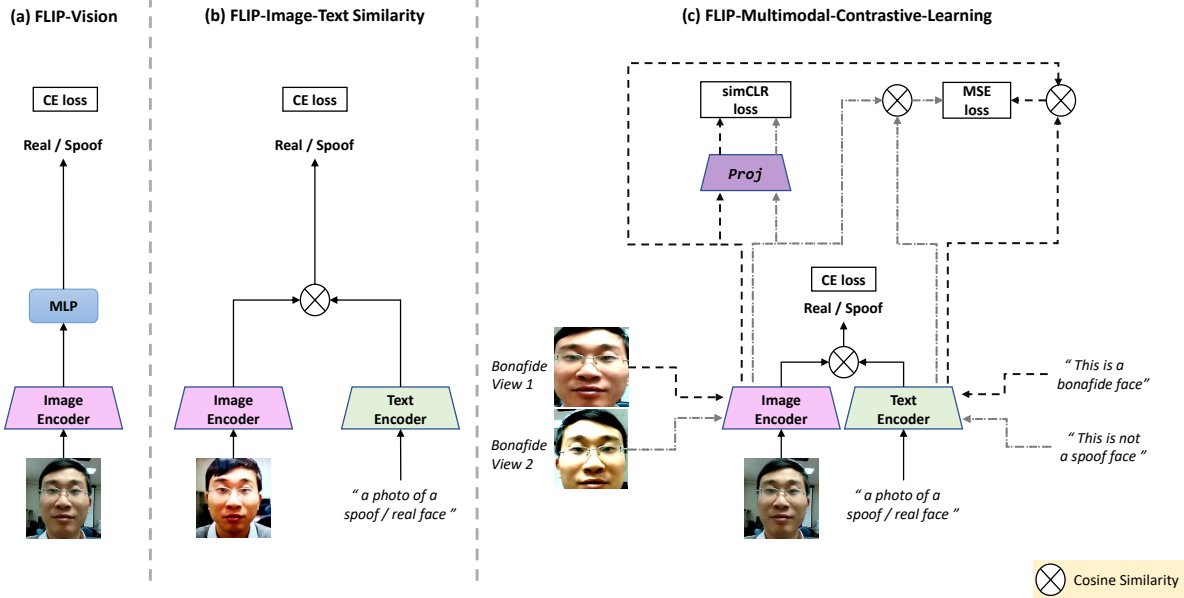 (a) FLIP-Vision
CE loss
Real / Spoof
MLP
Image
Encoder
(b) FLIP-Image-Text Similarity
CE loss
Real / Spoof
Image
Encoder
Text
Encoder
“ a photo of a
spoof / real face ”
(c) FLIP-Multimodal-Contrastive-Learning
simCLR
loss
MSE
loss
Proj
CE loss
Real / Spoof
Bonafide
View 1
Bonafide
View 2
Image
Encoder
Text
Encoder
“ This is a
bonafide face”
“ This is not
a spoof face ”
“ a photo of a
spoof / real face ”
Cosine Similarity